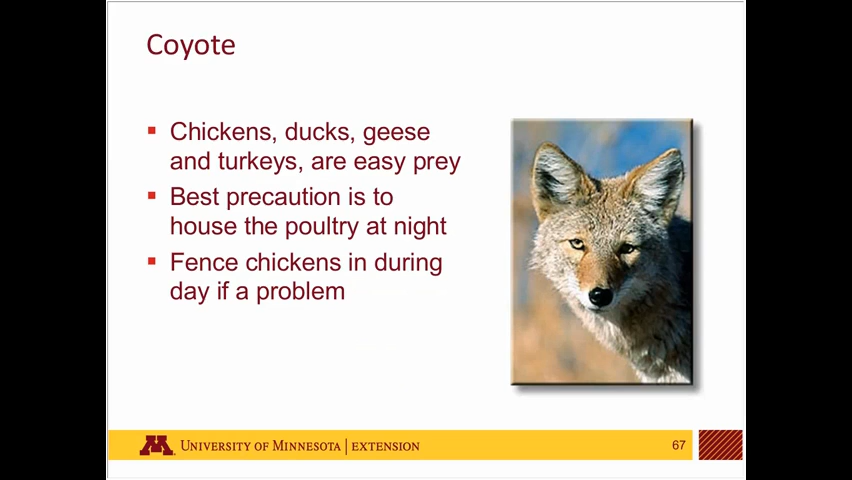 Coyote
▪ Chickens, ducks, geese
and turkeys, are easy prey
▪ Best precaution is to
house the poultry at night
▪ Fence chickens in during
day if a problem
M UNIVERSITY OF MINNESOTA | EXTENSION
67